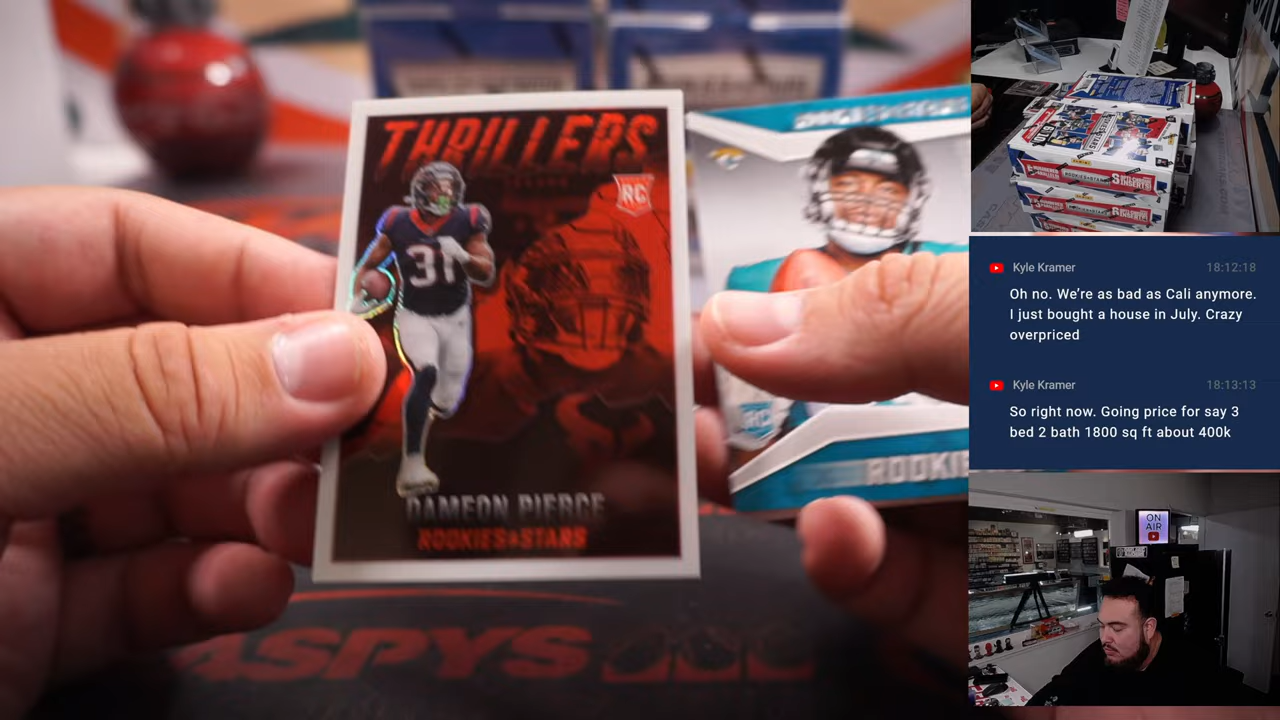 THRILLERS
RC
31
DAMEON PIERCE
ROOKIES & STARS
RC
ROOKIE
ASPYS
Kyle Kramer 18:12:18
Oh no. We're as bad as Cali anymore.
I just bought a house in July. Crazy
overpriced
Kyle Kramer 18:13:13
So right now. Going price for say 3
bed 2 bath 1800 sq ft about 400k
ON
AIR